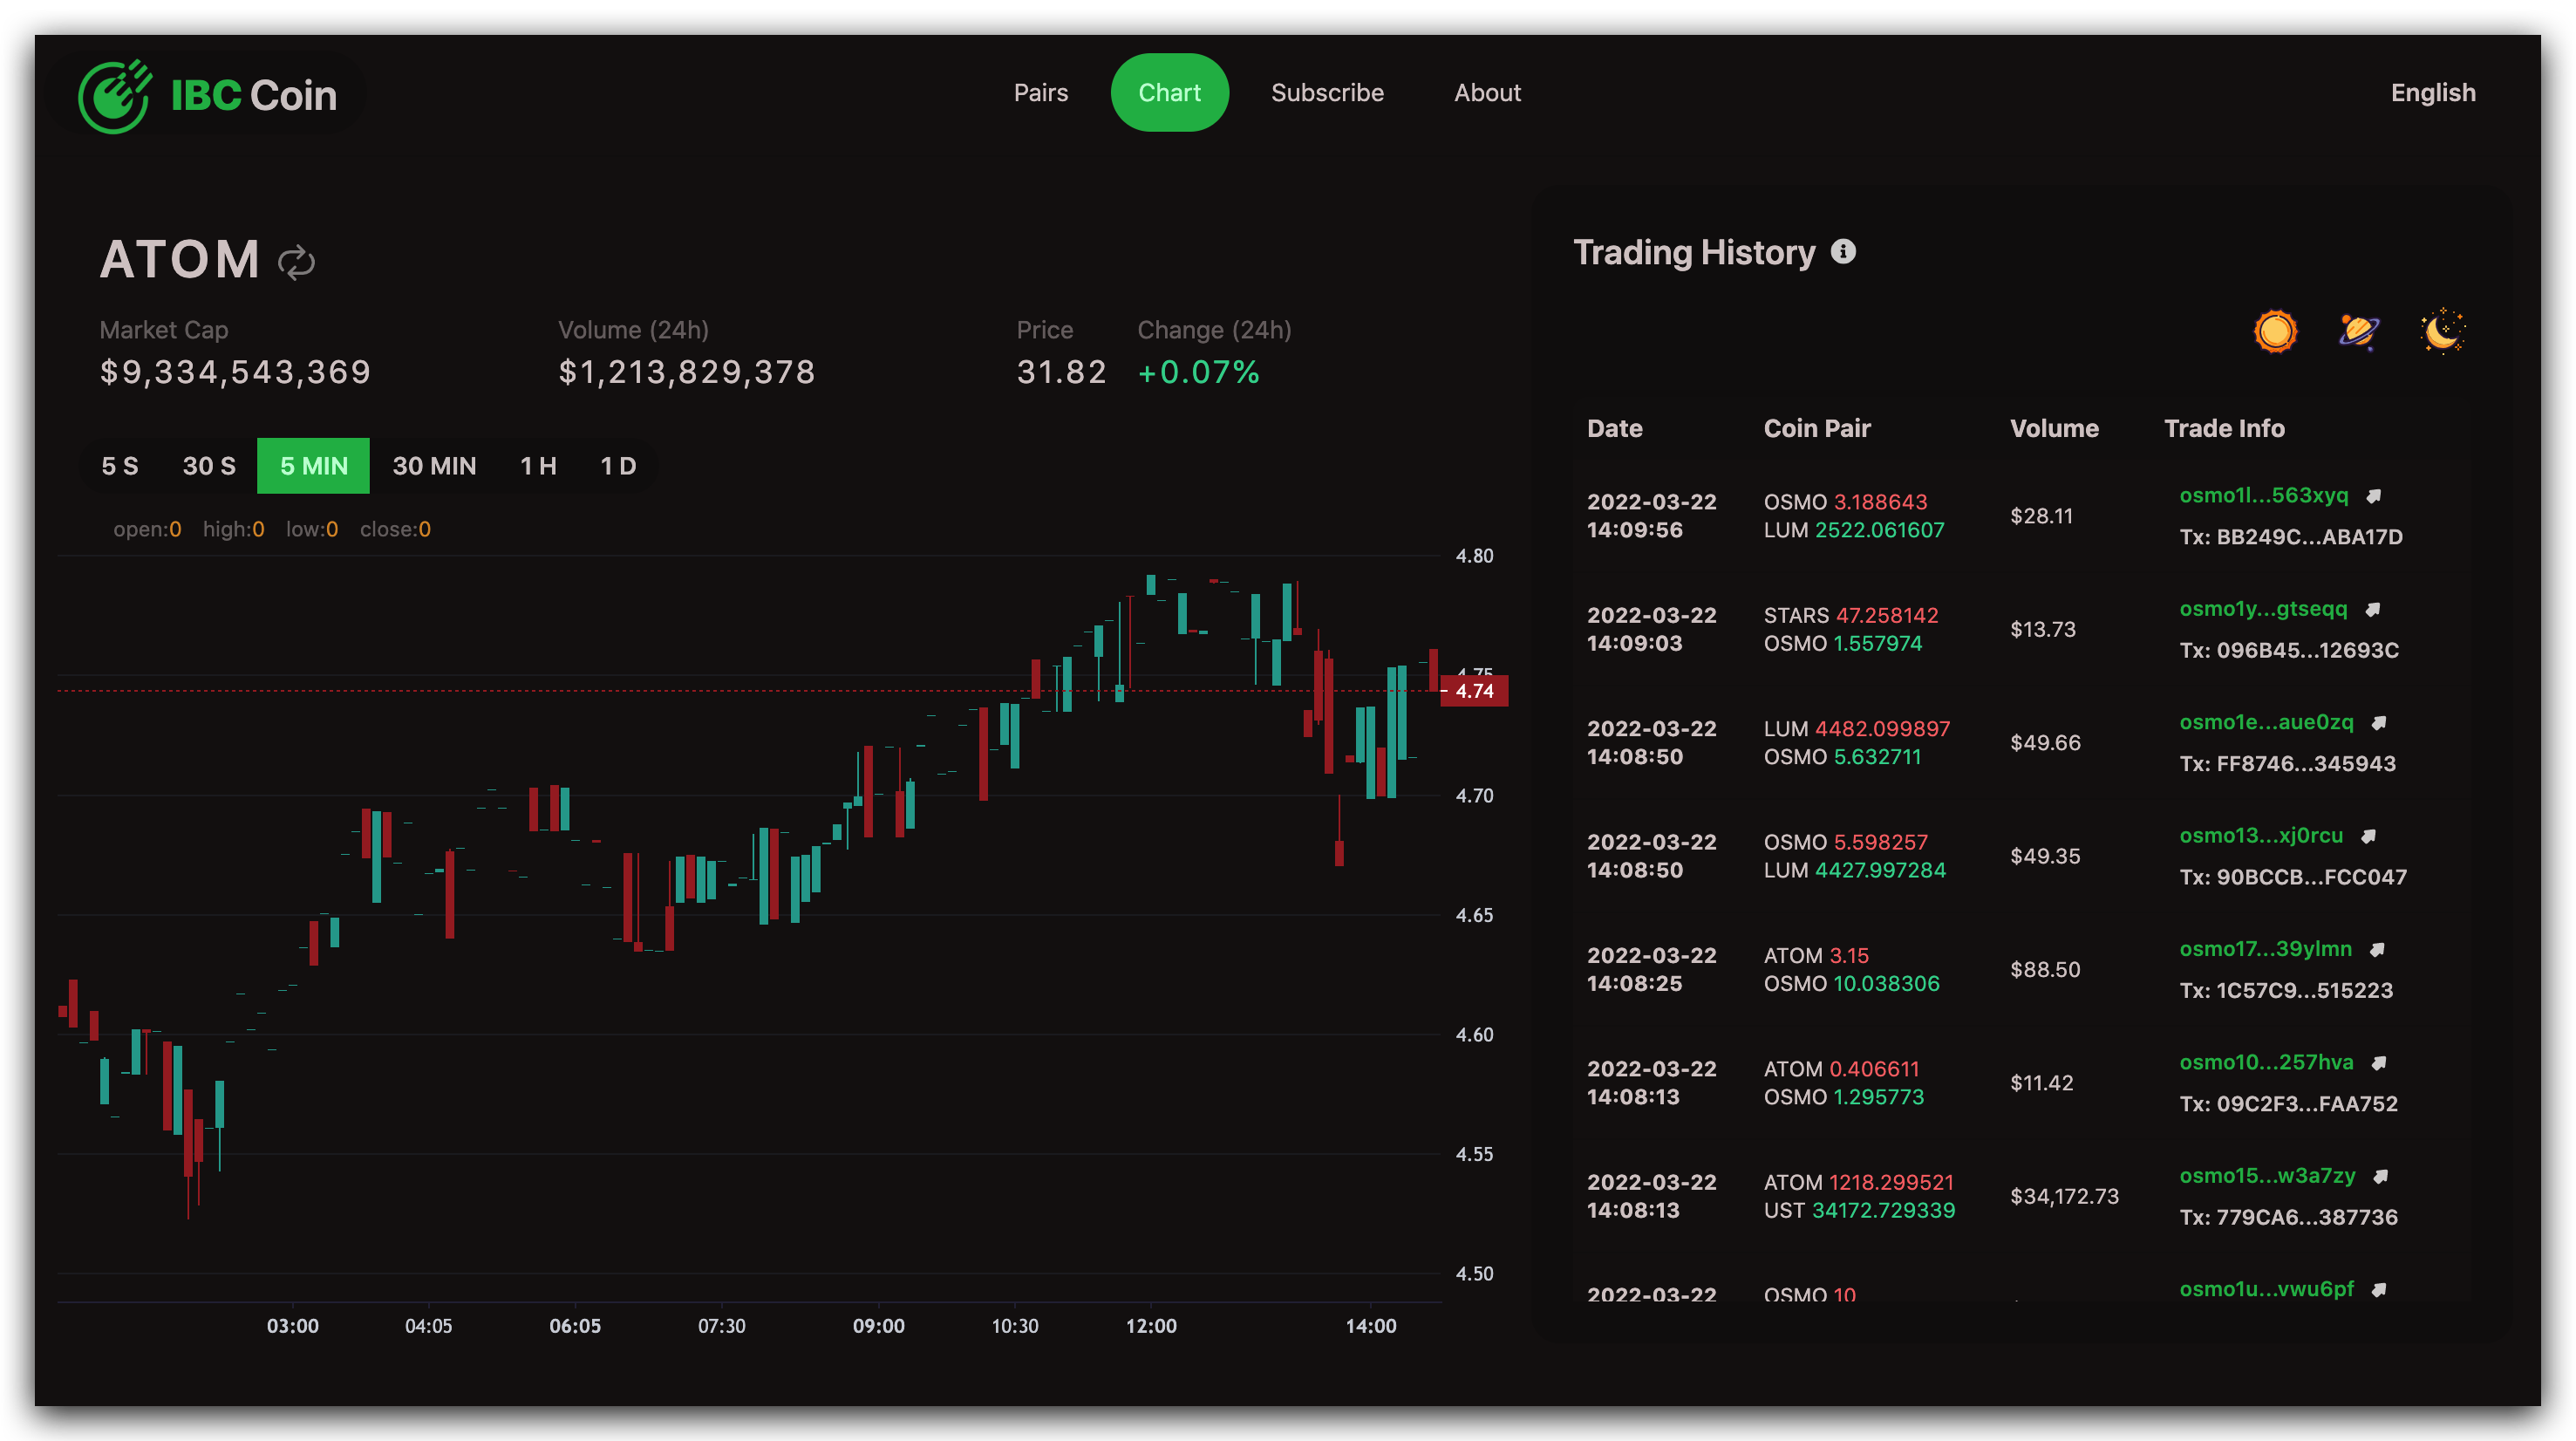 IBC Coin
Pairs
Chart
Subscribe
About
English
ATOM
Market Cap
Volume (24h)
Price
Change (24h)
$9,334,543,369
$1,213,829,378
31.82
+0.07%
5 S
30 S
5 MIN
30 MIN
1 H
1 D
open:0 high:0 low:0 close:0
4.80
4.75
4.74
4.70
4.65
4.60
4.55
4.50
03:00
04:05
06:05
07:30
09:00
10:30
12:00
14:00
Trading History
Date
Coin Pair
Volume
Trade Info
2022-03-22
14:09:56
OSMO 3.188643
LUM 2522.061607
$28.11
osmo1l...563xyq
Tx: BB249C...ABA17D
2022-03-22
14:09:03
STARS 47.258142
OSMO 1.557974
$13.73
osmo1y...gtseqq
Tx: 096B45...12693C
2022-03-22
14:08:50
LUM 4482.099897
OSMO 5.632711
$49.66
osmo1e...aue0zq
Tx: FF8746...345943
2022-03-22
14:08:50
OSMO 5.598257
LUM 4427.997284
$49.35
osmo13...xj0rcu
Tx: 90BCCB...FCC047
2022-03-22
14:08:25
ATOM 3.15
OSMO 10.038306
$88.50
osmo17...39ylmn
Tx: 1C57C9...515223
2022-03-22
14:08:13
ATOM 0.406611
OSMO 1.295773
$11.42
osmo10...257hva
Tx: 09C2F3...FAA752
2022-03-22
14:08:13
ATOM 1218.299521
UST 34172.729339
$34,172.73
osmo15...w3a7zy
Tx: 779CA6...387736
2022-03-22
OSMO 10
osmo1u...vwu6pf